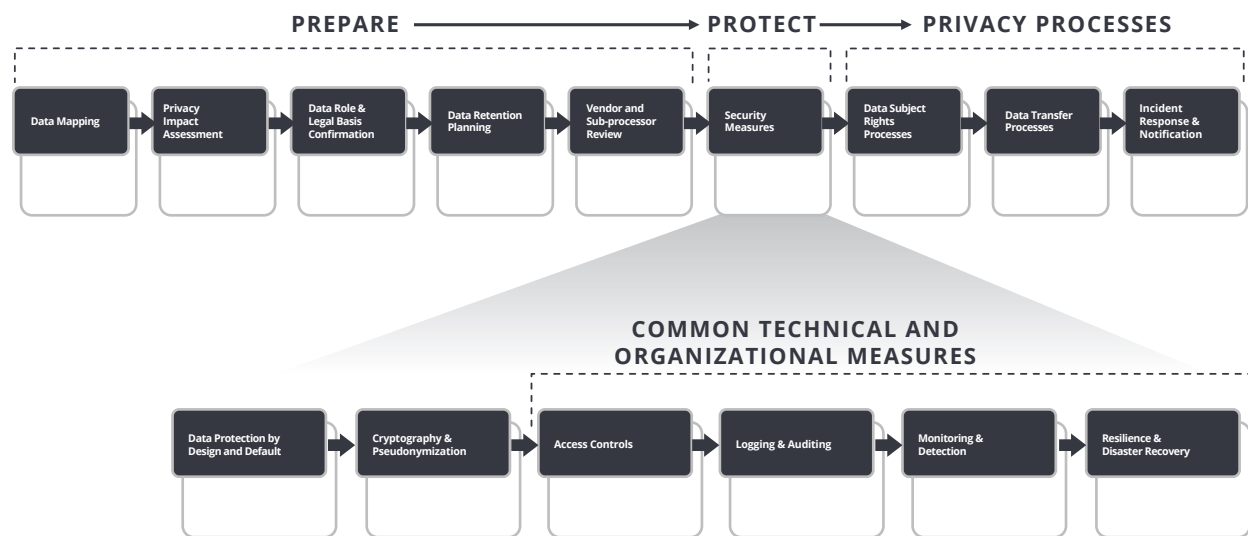 PREPARE
PROTECT
PRIVACY PROCESSES
Data Mapping
Privacy
Impact
Assessment
Data Role &
Legal Basis
Confirmation
Data Retention
Planning
Vendor and
Sub-processor
Review
Security
Measures
Data Subject
Rights
Processes
Data Transfer
Processes
Incident
Response &
Notification
COMMON TECHNICAL AND
ORGANIZATIONAL MEASURES
Data Protection by
Design and Default
Cryptography &
Pseudonymization
Access Controls
Logging & Auditing
Monitoring &
Detection
Resilience &
Disaster Recovery